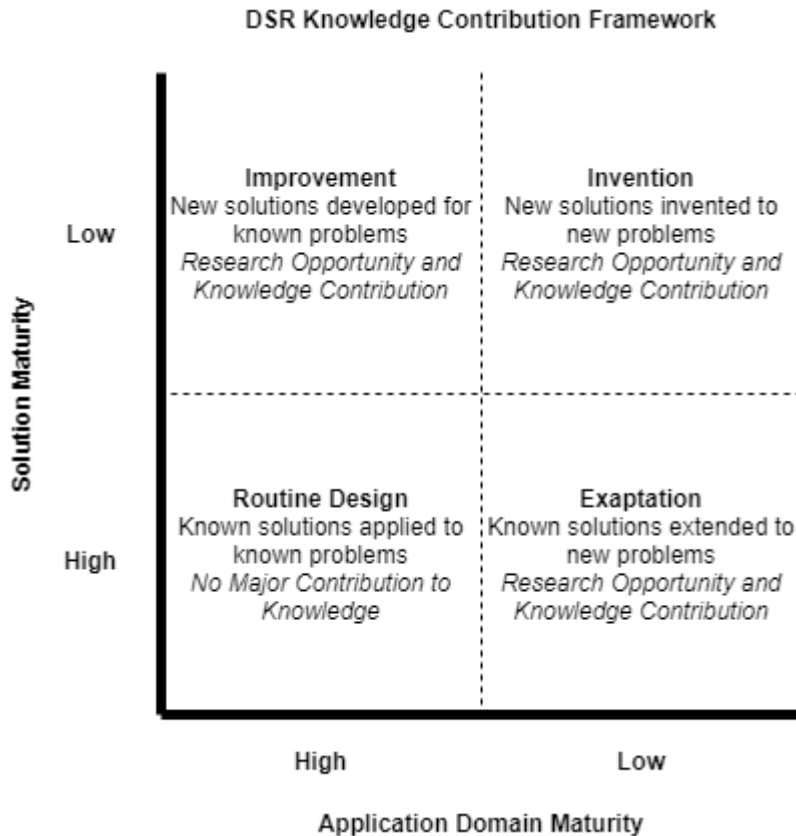 DSR Knowledge Contribution Framework
Solution Maturity
Low
Improvement
New solutions developed for
known problems
Research Opportunity and
Knowledge Contribution
Invention
New solutions invented to
new problems
Research Opportunity and
Knowledge Contribution
High
Routine Design
Known solutions applied to
known problems
No Major Contribution to
Knowledge
Exaptation
Known solutions extended to
new problems
Research Opportunity and
Knowledge Contribution
High
Low
Application Domain Maturity